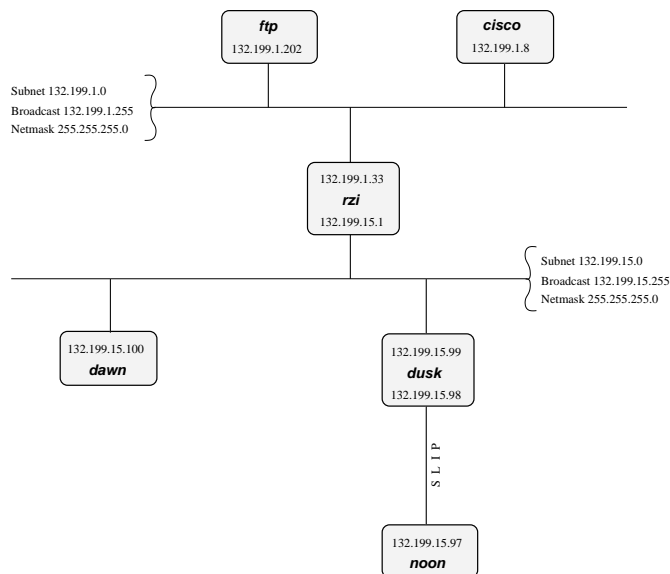 ftp
132.199.1.202
cisco
132.199.1.8
Subnet 132.199.1.0
Broadcast 132.199.1.255
Netmask 255.255.255.0
132.199.1.33
rzi
132.199.15.1
Subnet 132.199.15.0
Broadcast 132.199.15.255
Netmask 255.255.255.0
132.199.15.100
dawn
132.199.15.99
dusk
132.199.15.98
SLIP
132.199.15.97
noon